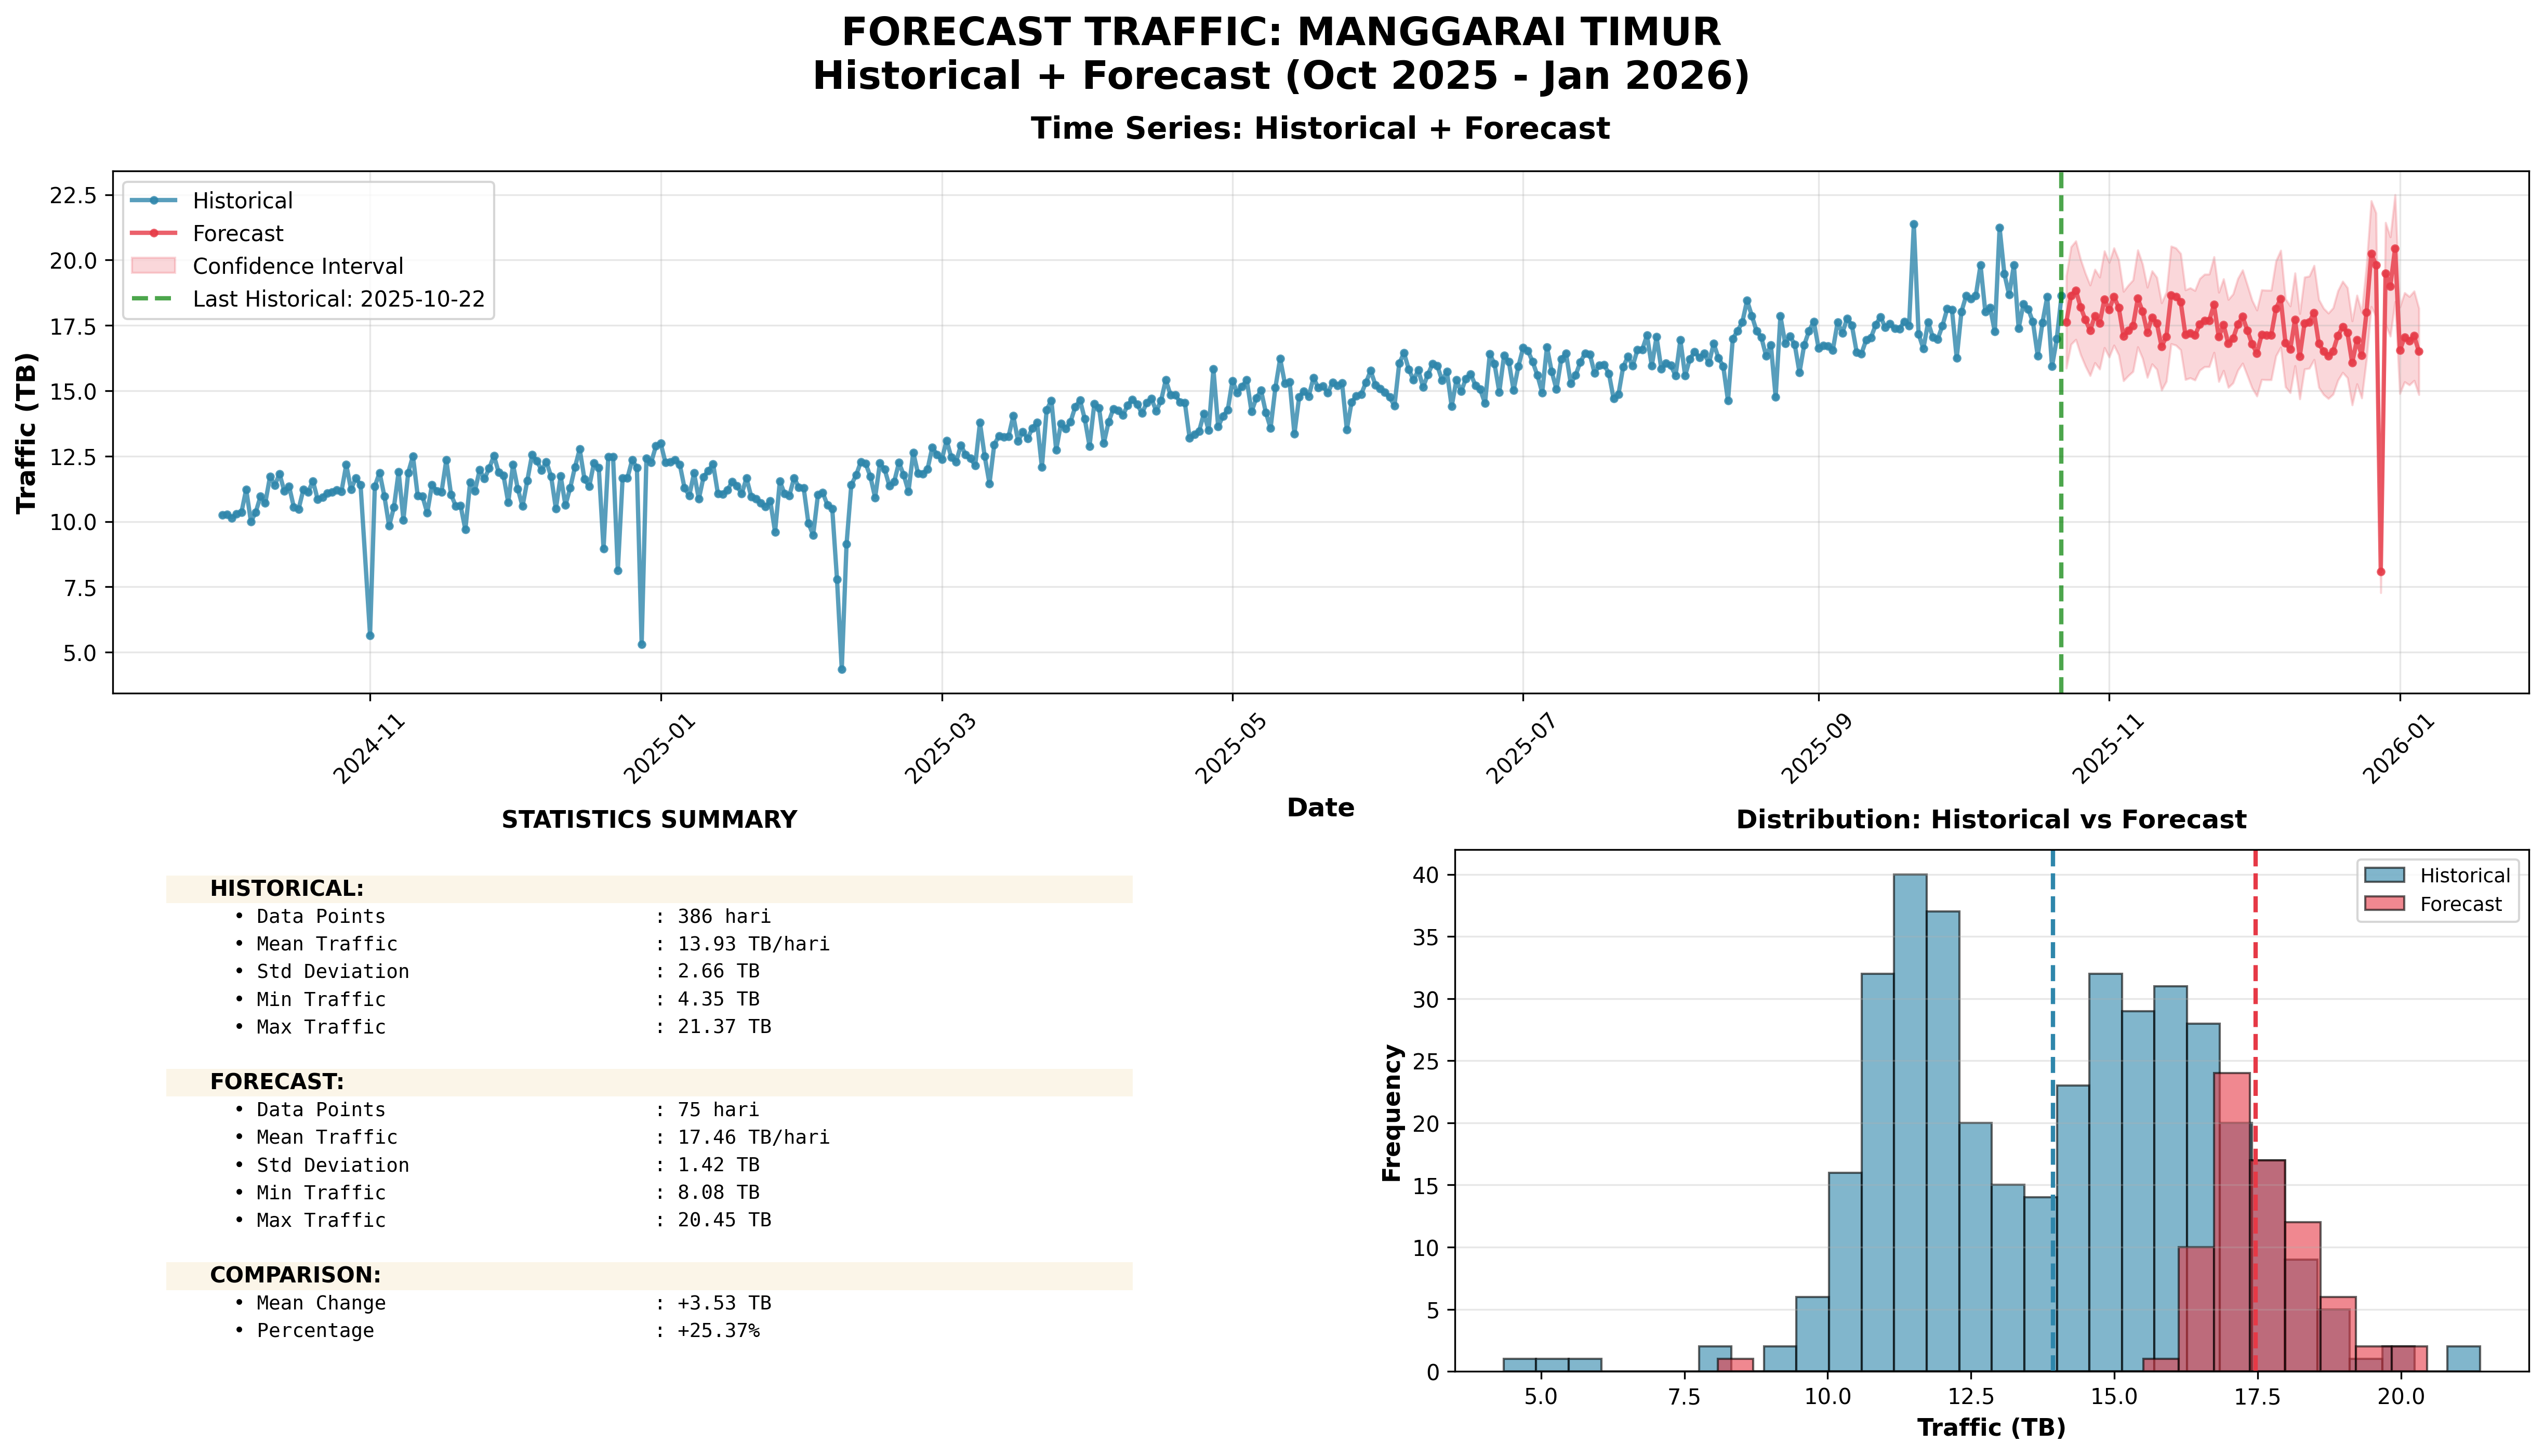 FORECAST TRAFFIC: MANGGARAI TIMUR
Historical + Forecast (Oct 2025 - Jan 2026)
Time Series: Historical + Forecast
Traffic (TB)
22.5
20.0
17.5
15.0
12.5
10.0
7.5
5.0
Historical
Forecast
Confidence Interval
Last Historical: 2025-10-22
2024-11
2025-01
2025-03
2025-05
2025-07
2025-09
2025-11
2026-01
Date
STATISTICS SUMMARY
HISTORICAL:
• Data Points : 386 hari
• Mean Traffic : 13.93 TB/hari
• Std Deviation : 2.66 TB
• Min Traffic : 4.35 TB
• Max Traffic : 21.37 TB
FORECAST:
• Data Points : 75 hari
• Mean Traffic : 17.46 TB/hari
• Std Deviation : 1.42 TB
• Min Traffic : 8.08 TB
• Max Traffic : 20.45 TB
COMPARISON:
• Mean Change : +3.53 TB
• Percentage : +25.37%
Distribution: Historical vs Forecast
Frequency
40
35
30
25
20
15
10
5
0
Historical
Forecast
5.0
7.5
10.0
12.5
15.0
17.5
20.0
Traffic (TB)